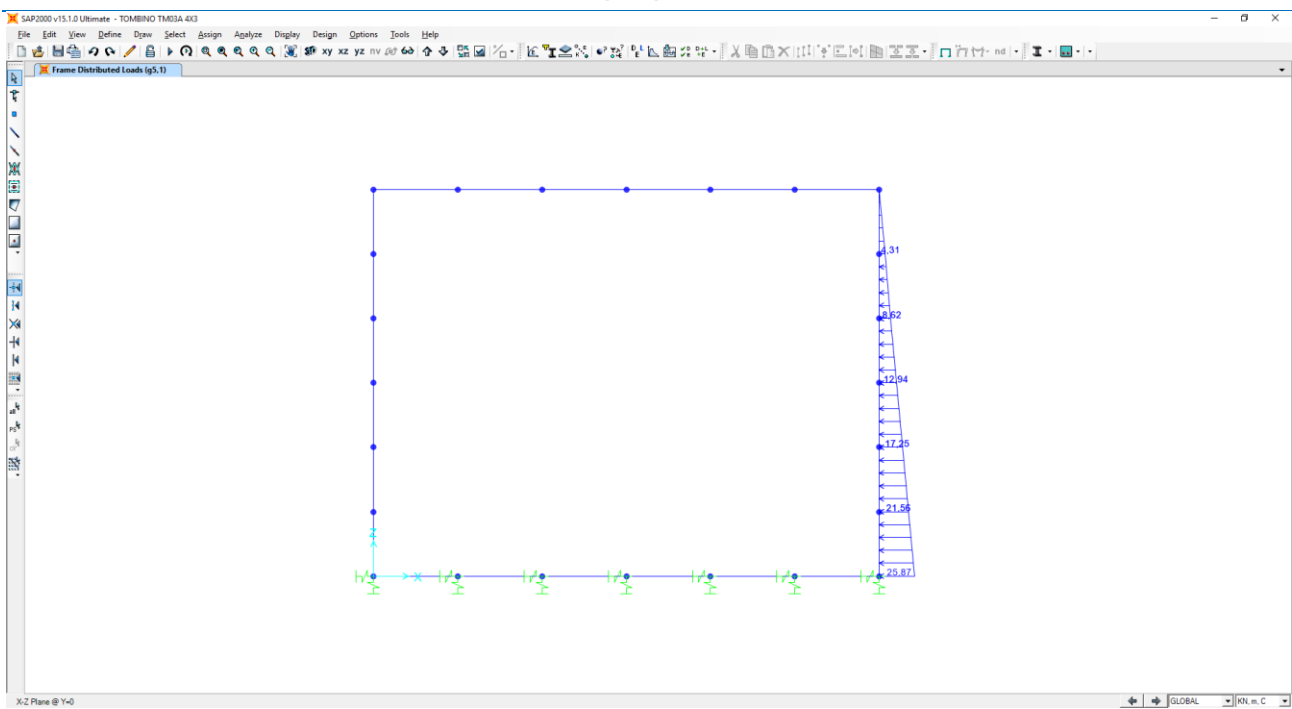 SAP2000 v15.1.0 Ultimate - TOMBINO TM03A 4X3
File Edit View Define Draw Select Assign Analyze Display Design Options Tools Help
xy xz yz nv nd
Frame Distributed Loads (g5,1)
4,31
8,62
12,94
17,25
21,56
25,87
Z
X
X-Z Plane @ Y=0
GLOBAL
KN, m, C